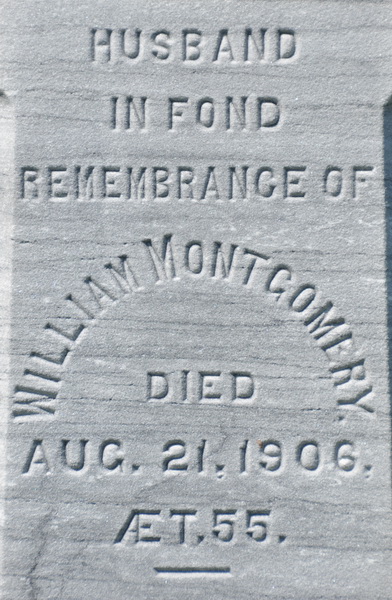 HUSBAND
IN FOND
REMEMBRANCE OF
WILLIAM MONTGOMERY.
DIED
AUG. 21, 1906.
ÆT. 55.